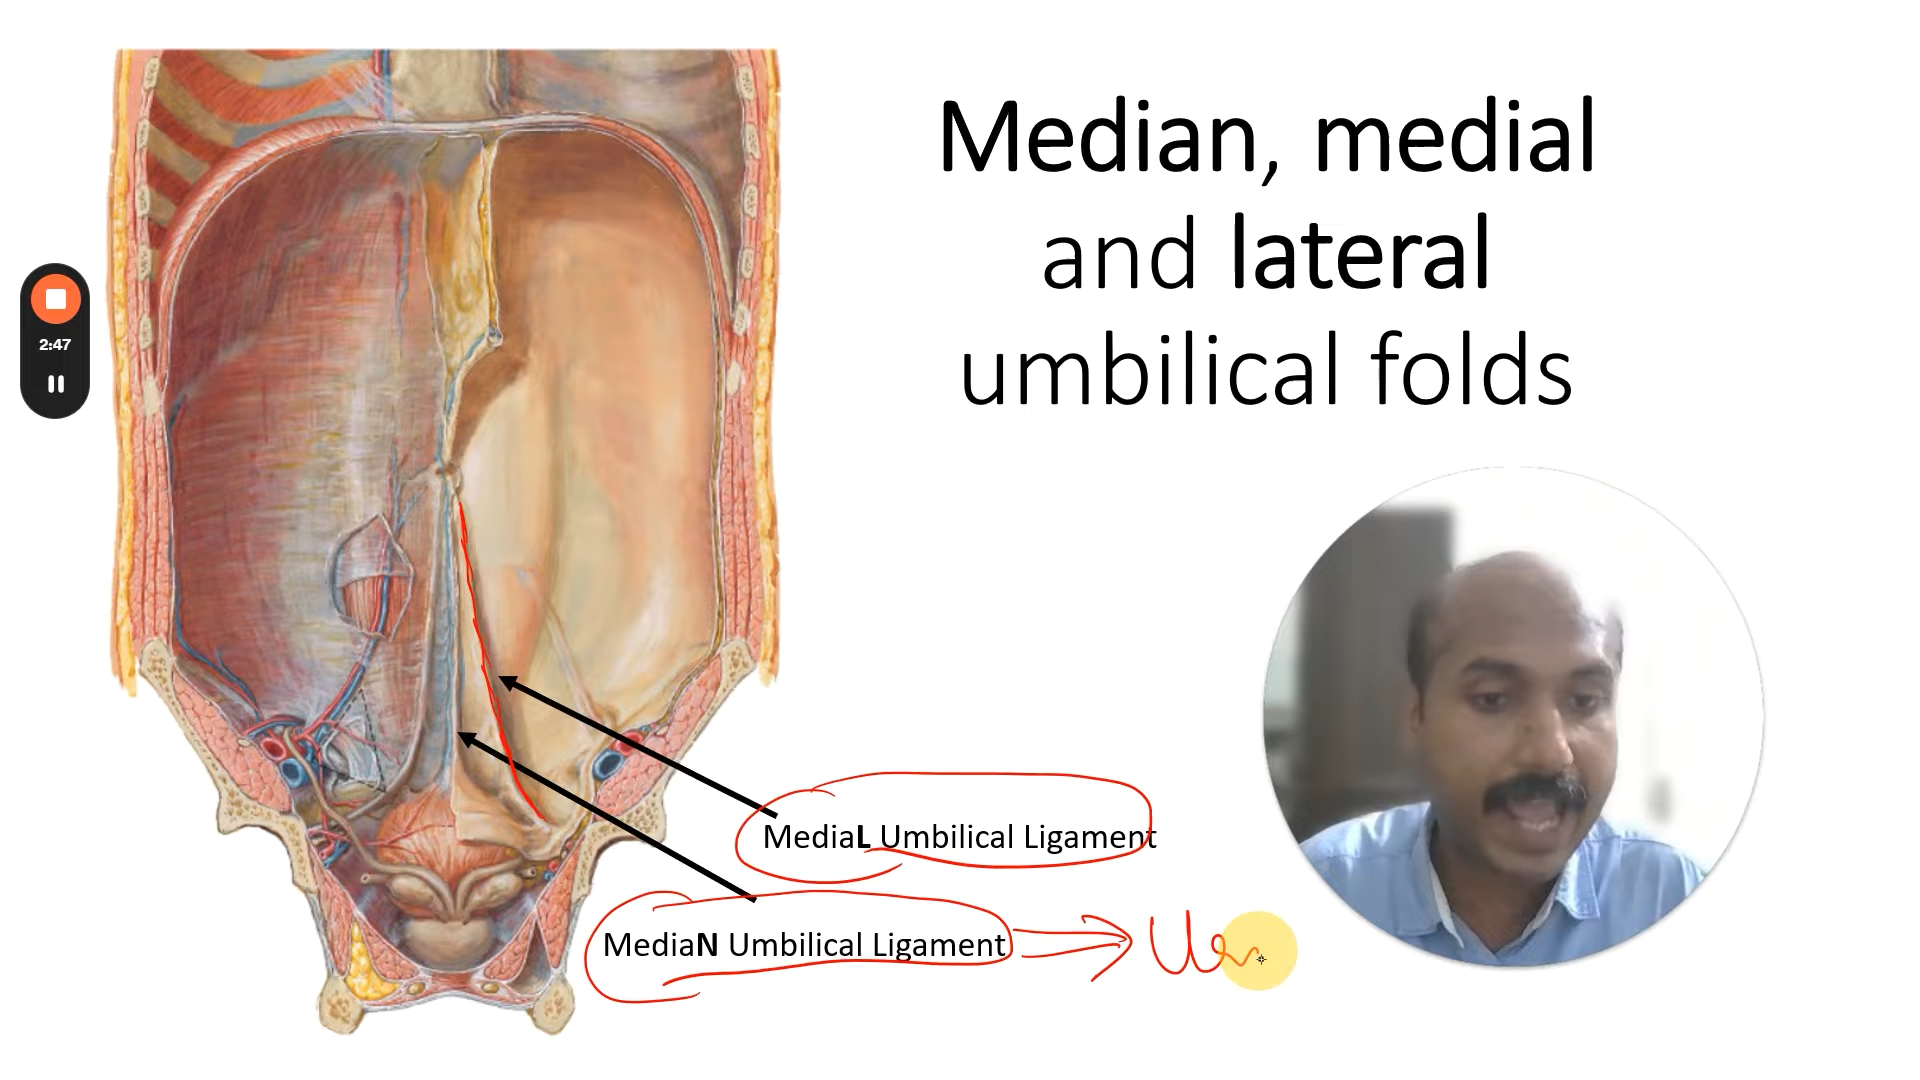 Median, medial
and lateral
umbilical folds
2:47
MediaL Umbilical Ligament
MediaN Umbilical Ligament